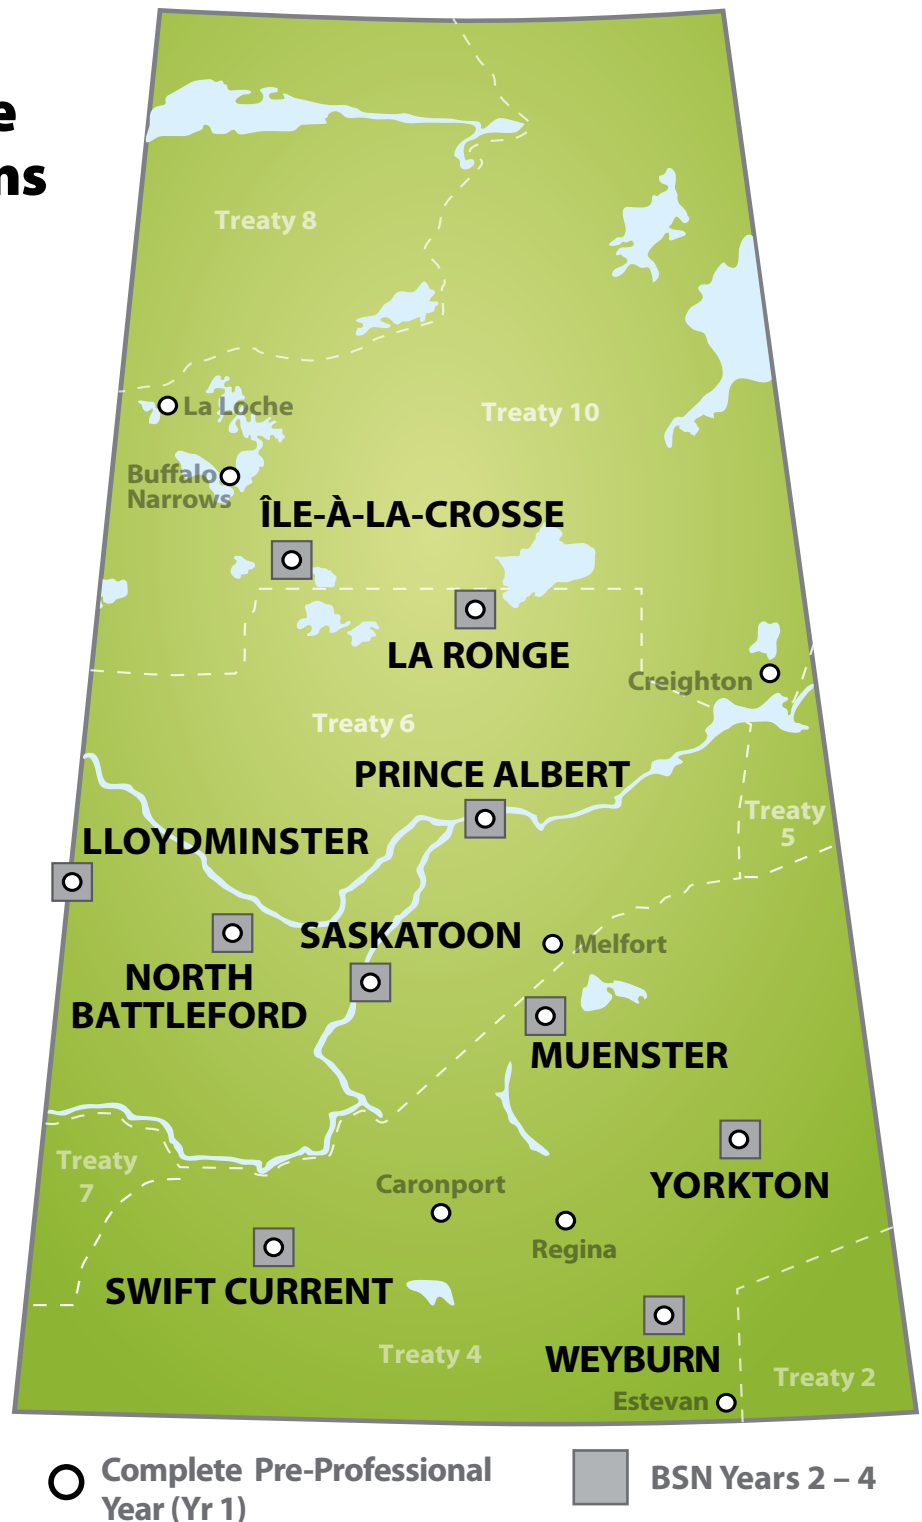 e
ns
Treaty 8
La Loche
Treaty 10
Buffalo
Narrows
ÎLE-À-LA-CROSSE
LA RONGE
Creighton
Treaty 6
PRINCE ALBERT
Treaty
5
LLOYDMINSTER
SASKATOON
Melfort
NORTH
BATTLEFORD
MUENSTER
Treaty
7
Caronport
YORKTON
Regina
SWIFT CURRENT
Treaty 4
WEYBURN
Treaty 2
Estevan
Complete Pre-Professional
Year (Yr 1)
BSN Years 2 – 4